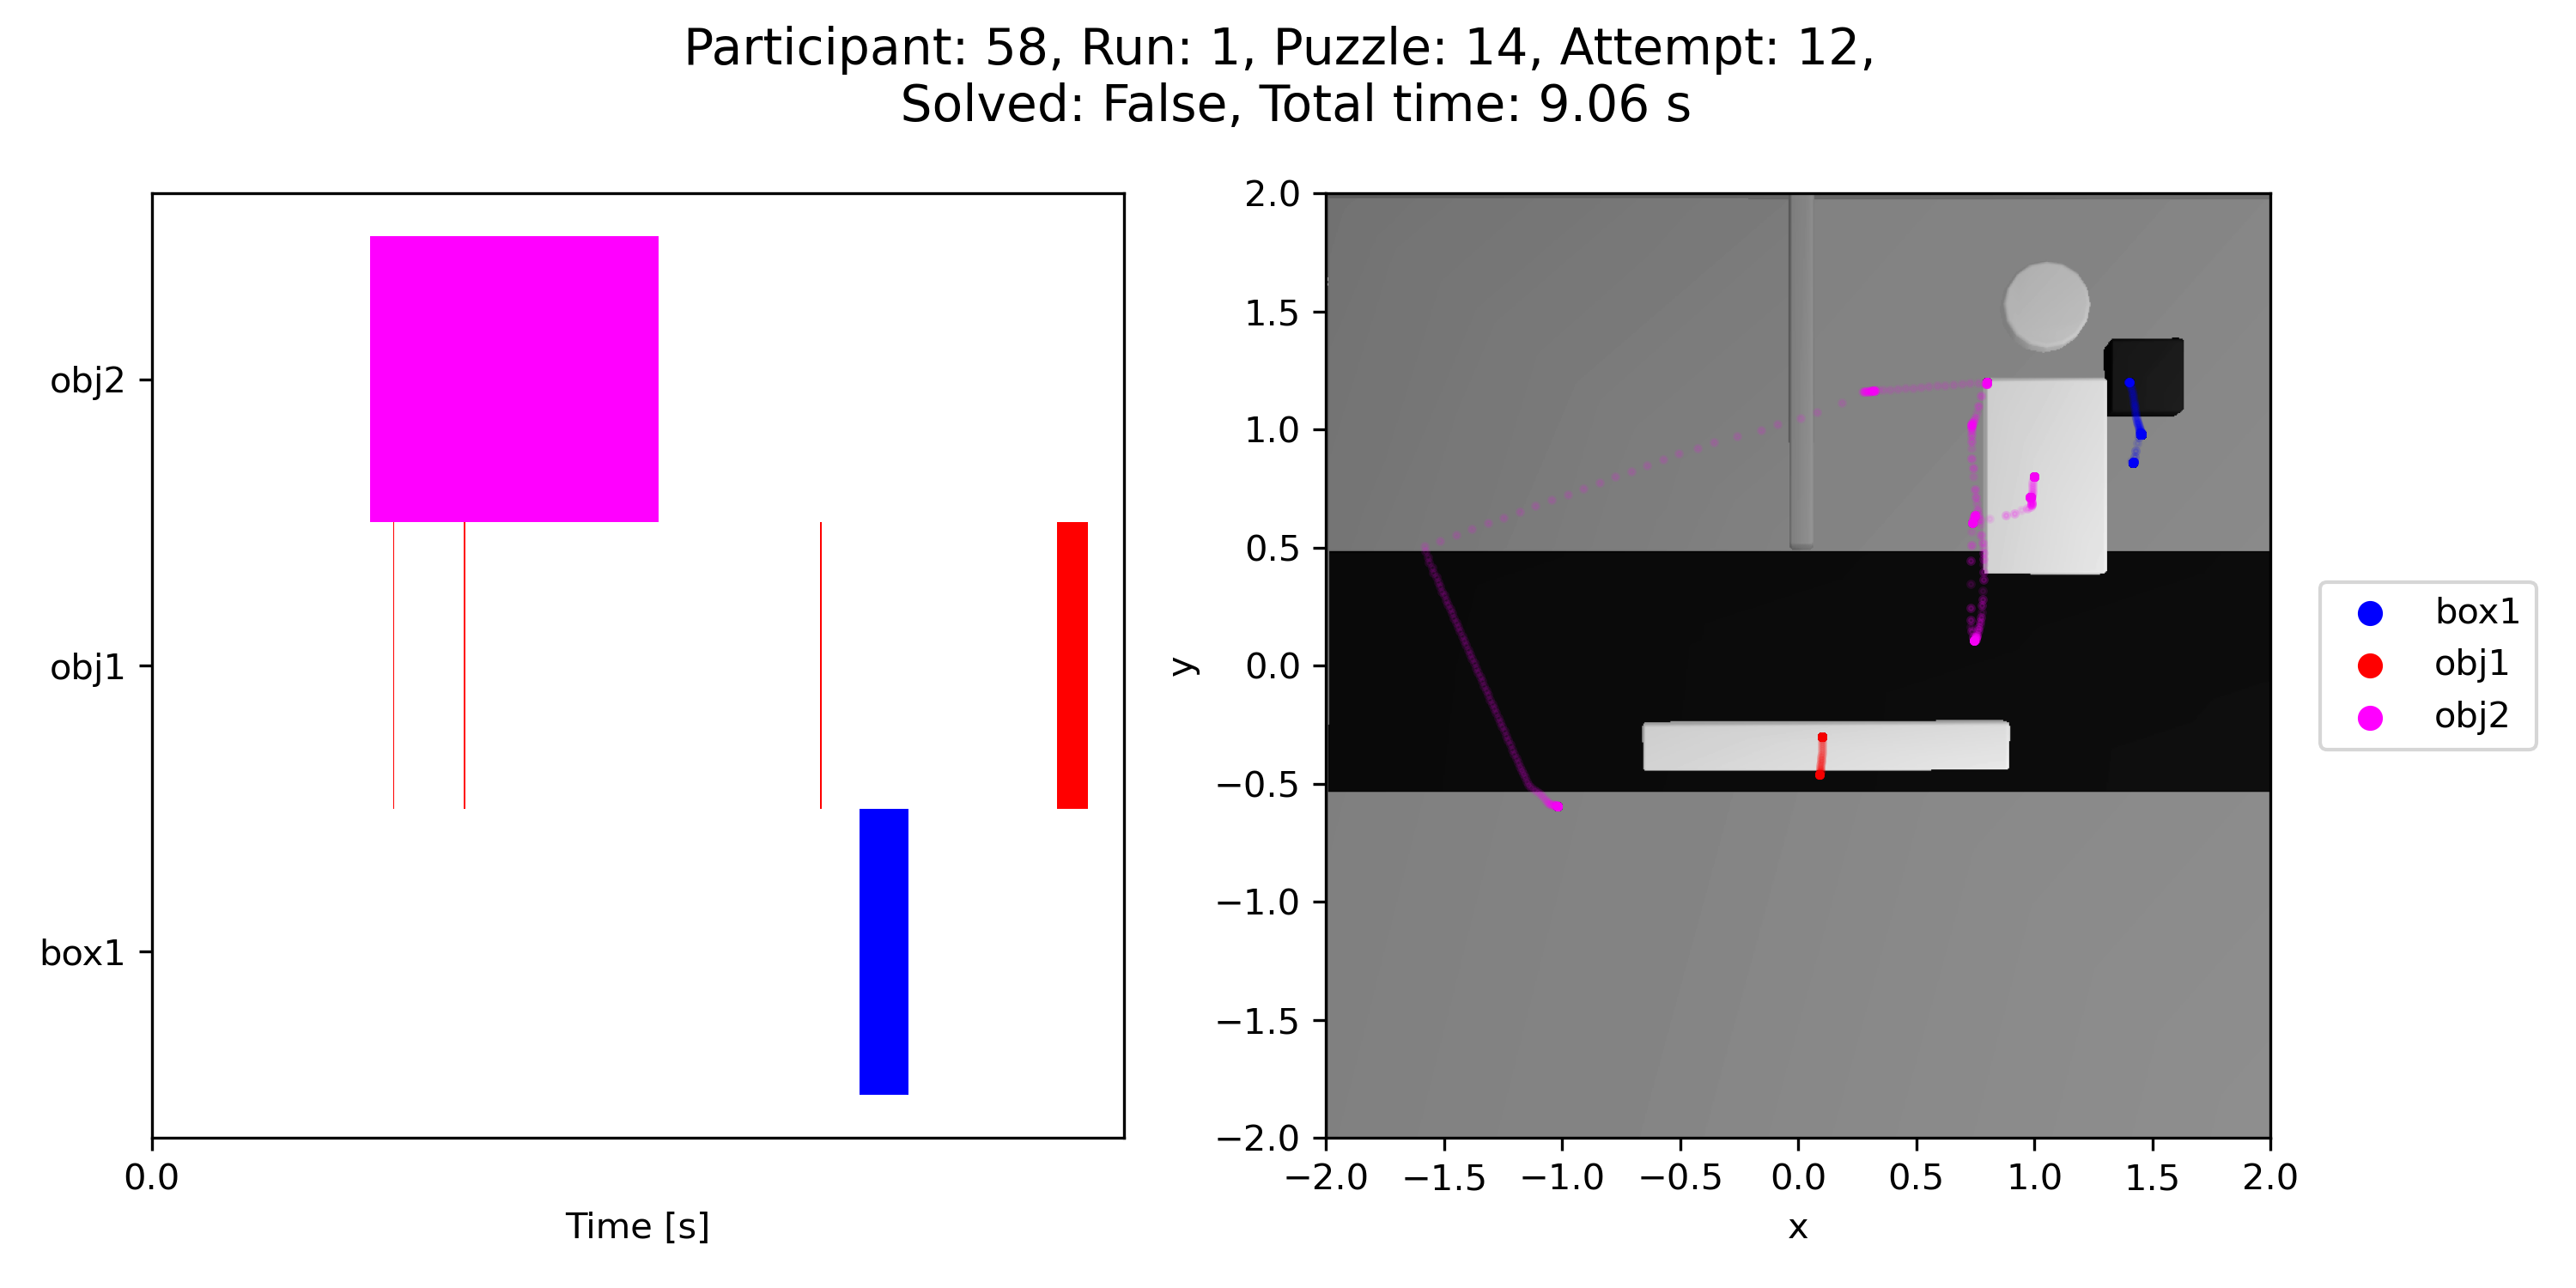 Participant: 58, Run: 1, Puzzle: 14, Attempt: 12,
Solved: False, Total time: 9.06 s
obj2
obj1
box1
0.0
Time [s]
2.0
1.5
1.0
0.5
0.0
−0.5
−1.0
−1.5
−2.0
y
−2.0 −1.5 −1.0 −0.5 0.0 0.5 1.0 1.5 2.0
x
box1
obj1
obj2